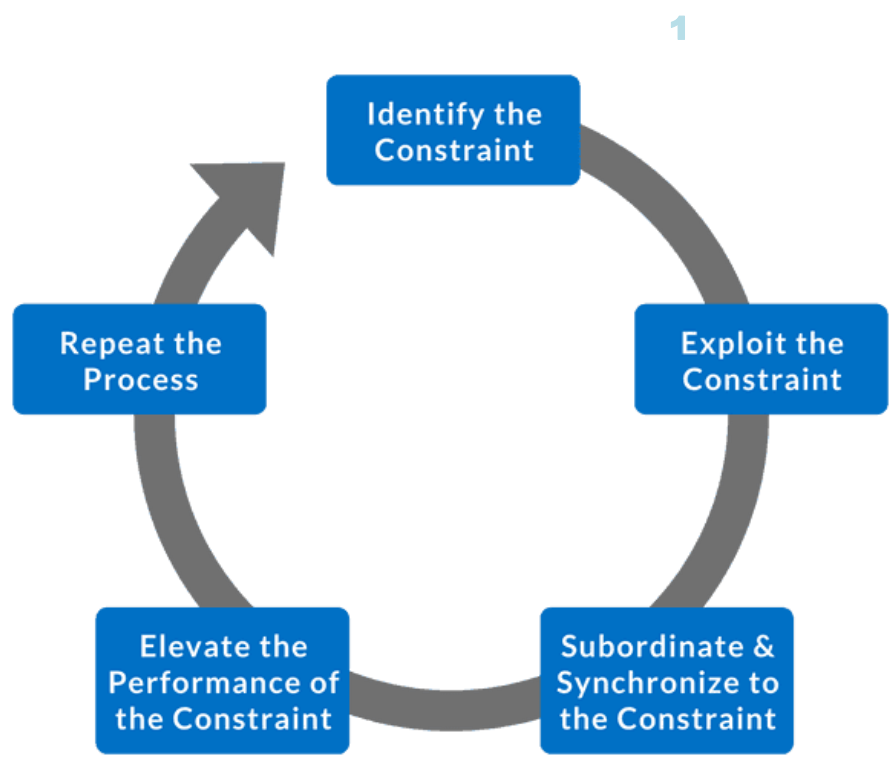 1
Identify the
Constraint
Exploit the
Constraint
Subordinate &
Synchronize to
the Constraint
Elevate the
Performance of
the Constraint
Repeat the
Process